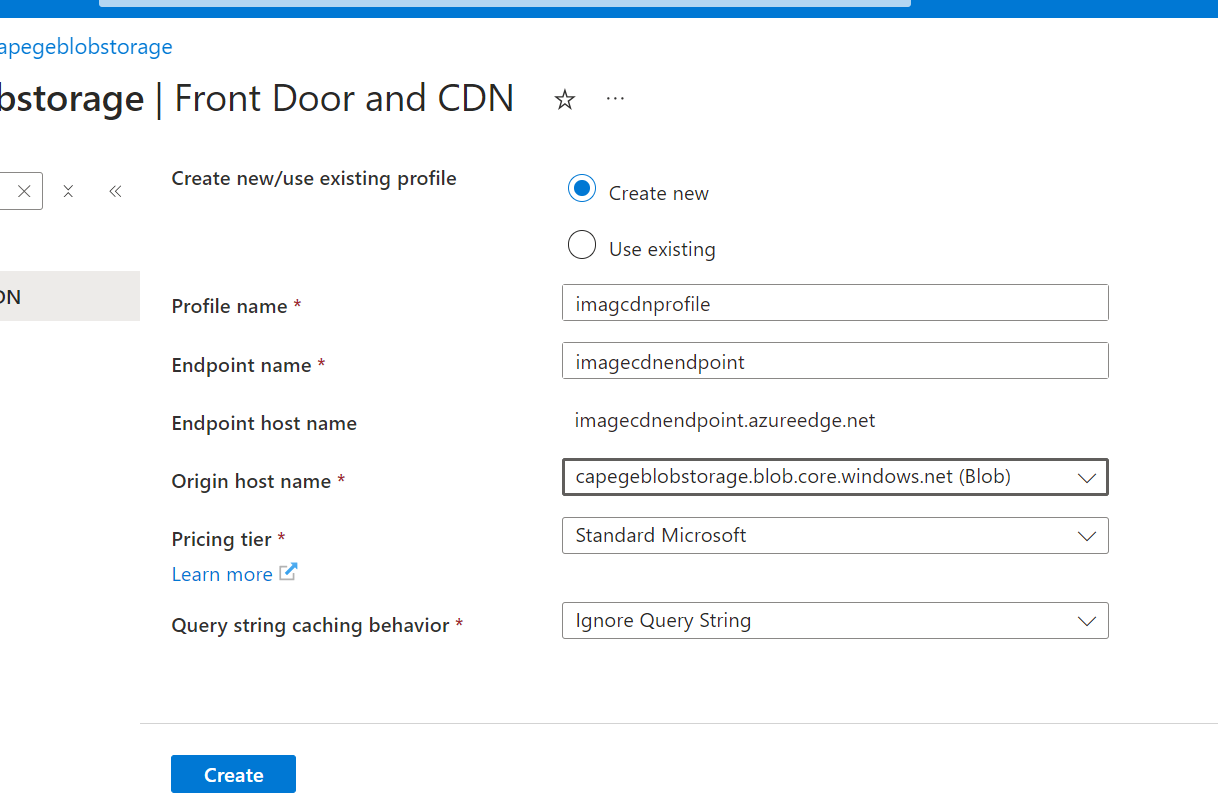 apegeblobstorage
bstorage | Front Door and CDN
Create new/use existing profile
Create new
Use existing
DN
Profile name *
imagcdnprofile
Endpoint name *
imagecdnendpoint
Endpoint host name
imagecdnendpoint.azureedge.net
Origin host name *
capegeblobstorage.blob.core.windows.net (Blob)
Pricing tier *
Standard Microsoft
Learn more
Query string caching behavior *
Ignore Query String
Create